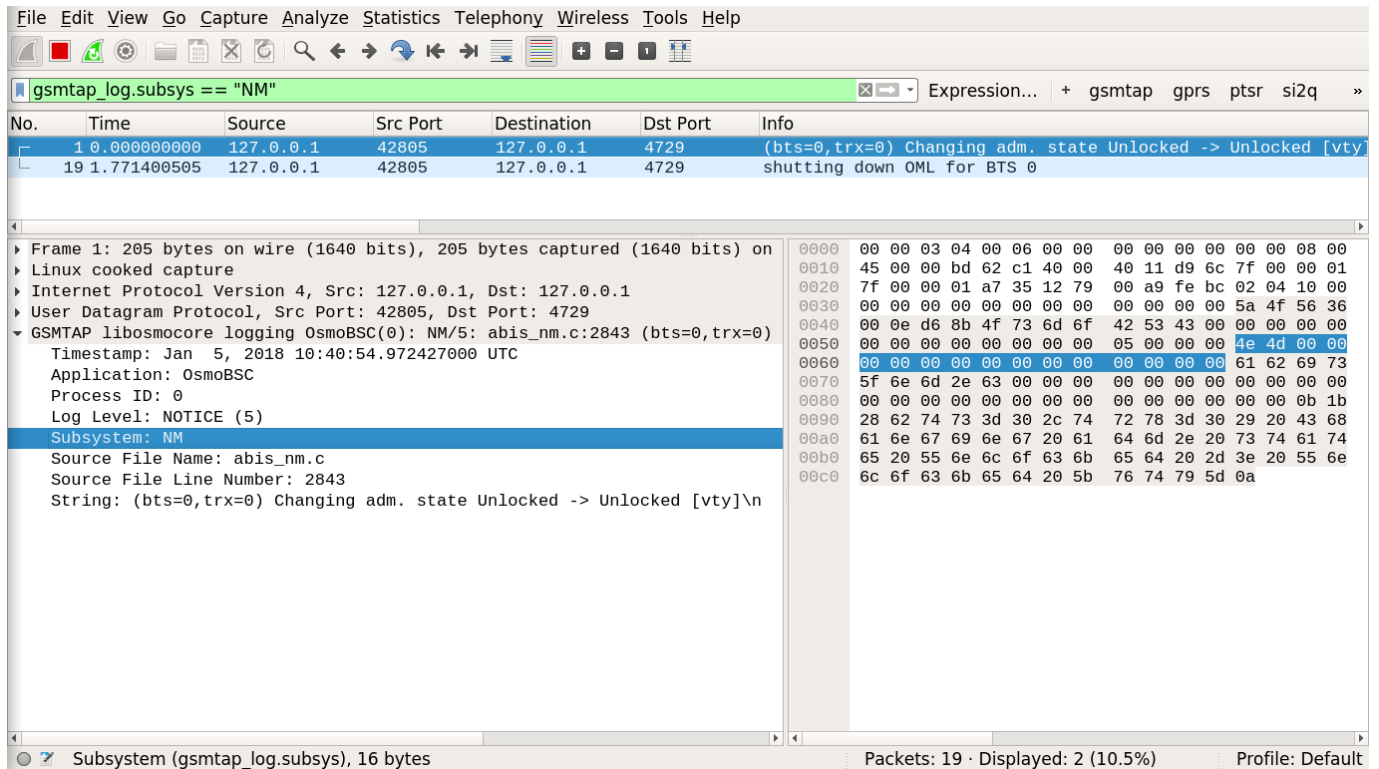 File Edit View Go Capture Analyze Statistics Telephony Wireless Tools Help
gsmtap_log.subsys == "NM" Expression… + gsmtap gprs ptsr si2q »
No. Time Source Src Port Destination Dst Port Info
1 0.000000000 127.0.0.1 42805 127.0.0.1 4729 (bts=0,trx=0) Changing adm. state Unlocked -> Unlocked [vty]
19 1.771400505 127.0.0.1 42805 127.0.0.1 4729 shutting down OML for BTS 0
Frame 1: 205 bytes on wire (1640 bits), 205 bytes captured (1640 bits) on
Linux cooked capture
Internet Protocol Version 4, Src: 127.0.0.1, Dst: 127.0.0.1
User Datagram Protocol, Src Port: 42805, Dst Port: 4729
GSMTAP libosmocore logging OsmoBSC(0): NM/5: abis_nm.c:2843 (bts=0,trx=0)
Timestamp: Jan 5, 2018 10:40:54.972427000 UTC
Application: OsmoBSC
Process ID: 0
Log Level: NOTICE (5)
Subsystem: NM
Source File Name: abis_nm.c
Source File Line Number: 2843
String: (bts=0,trx=0) Changing adm. state Unlocked -> Unlocked [vty]\n
0000 00 00 03 04 00 06 00 00 00 00 00 00 00 00 08 00
0010 45 00 00 bd 62 c1 40 00 40 11 d9 6c 7f 00 00 01
0020 7f 00 00 01 a7 35 12 79 00 a9 fe bc 02 04 10 00
0030 00 00 00 00 00 00 00 00 00 00 00 00 5a 4f 56 36
0040 00 0e d6 8b 4f 73 6d 6f 42 53 43 00 00 00 00 00
0050 00 00 00 00 00 00 00 00 05 00 00 00 4e 4d 00 00
0060 00 00 00 00 00 00 00 00 00 00 00 00 61 62 69 73
0070 5f 6e 6d 2e 63 00 00 00 00 00 00 00 00 00 00 00
0080 00 00 00 00 00 00 00 00 00 00 00 00 00 00 0b 1b
0090 28 62 74 73 3d 30 2c 74 72 78 3d 30 29 20 43 68
00a0 61 6e 67 69 6e 67 20 61 64 6d 2e 20 73 74 61 74
00b0 65 20 55 6e 6c 6f 63 6b 65 64 20 2d 3e 20 55 6e
00c0 6c 6f 63 6b 65 64 20 5b 76 74 79 5d 0a
Subsystem (gsmtap_log.subsys), 16 bytes Packets: 19 · Displayed: 2 (10.5%) Profile: Default